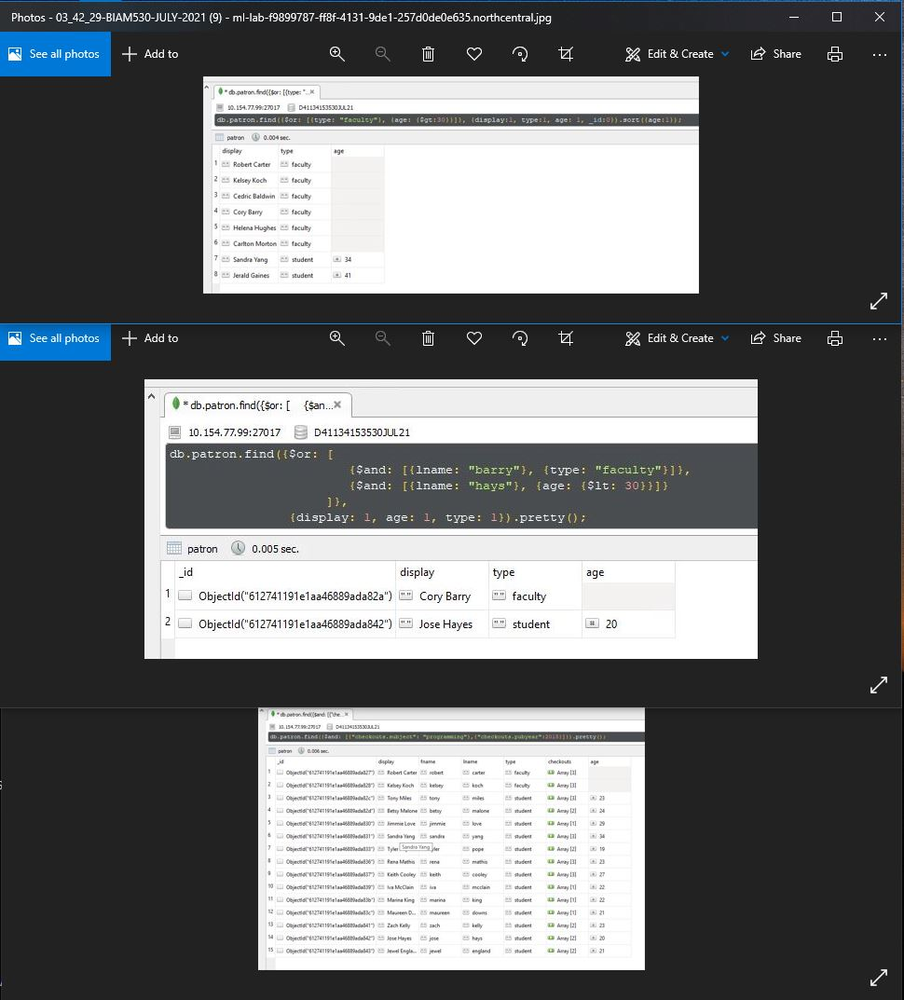 Photos - 03_42_29-BIAM530-JULY-2021 (9) - ml-lab-f9899787-ff8f-4131-9de1-257d0de0e635.northcentral.jpg
See all photos Add to Edit & Create Share
* db.patron.find({$or: [{type: "...
10.154.77.99:27017 D41134153530JUL21
db.patron.find({$or: [{type: "faculty"}, {age: {$gt:30}}]}, {display:1, type:1, age: 1, _id:0}).sort({age:1});
patron 0.004 sec.
display type age
1 Robert Carter faculty
2 Kelsey Koch faculty
3 Cedric Baldwin faculty
4 Cory Barry faculty
5 Helena Hughes faculty
6 Carlton Morton faculty
7 Sandra Yang student 34
8 Jerald Gaines student 41
See all photos Add to Edit & Create Share
* db.patron.find({$or: [ {$an...
10.154.77.99:27017 D41134153530JUL21
db.patron.find({$or: [
{$and: [{lname: "barry"}, {type: "faculty"}]},
{$and: [{lname: "hays"}, {age: {$lt: 30}}]}
]},
{display: 1, age: 1, type: 1}).pretty();
patron 0.005 sec.
_id display type age
1 ObjectId("612741191e1aa46889ada82a") Cory Barry faculty
2 ObjectId("612741191e1aa46889ada842") Jose Hayes student 20
* db.patron.find({$and: [{"che...
10.154.77.99:27017 D41134153530JUL21
db.patron.find({$and: [{"checkouts.subject": "programming"},{"checkouts.pubyear":2018}]}).pretty();
patron 0.006 sec.
_id display fname lname type checkouts age
1 ObjectId("612741191e1aa46889ada827") Robert Carter robert carter faculty Array [3]
2 ObjectId("612741191e1aa46889ada828") Kelsey Koch kelsey koch faculty Array [3]
3 ObjectId("612741191e1aa46889ada82c") Tony Miles tony miles student Array [3] 23
4 ObjectId("612741191e1aa46889ada82d") Betsy Malone betsy malone student Array [2] 24
5 ObjectId("612741191e1aa46889ada830") Jimmie Love jimmie love student Array [1] 29
6 ObjectId("612741191e1aa46889ada831") Sandra Yang sandra yang student Array [3] 34
7 ObjectId("612741191e1aa46889ada833") Tyler Sandra Yang yler pope student Array [2] 19
8 ObjectId("612741191e1aa46889ada836") Rena Mathis rena mathis student Array [3] 23
9 ObjectId("612741191e1aa46889ada837") Keith Cooley keith cooley student Array [3] 27
10 ObjectId("612741191e1aa46889ada839") Iva McClain iva mcclain student Array [1] 22
11 ObjectId("612741191e1aa46889ada83b") Marina King marina king student Array [1] 22
12 ObjectId("612741191e1aa46889ada83c") Maureen D... maureen downs student Array [1] 21
13 ObjectId("612741191e1aa46889ada841") Zach Kelly zach kelly student Array [2] 23
14 ObjectId("612741191e1aa46889ada842") Jose Hayes jose hays student Array [2] 20
15 ObjectId("612741191e1aa46889ada843") Jewel Engla... jewel england student Array [2] 21